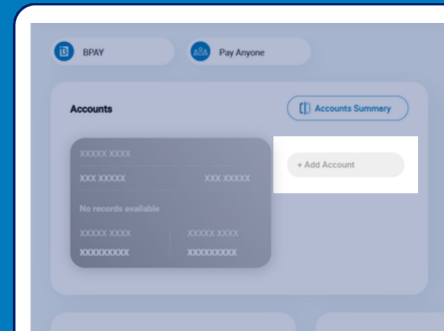 BPAY
Pay Anyone
Accounts
Accounts Summary
XXXXX XXXX
XXX XXXXX XXX XXXXX
+ Add Account
No records available
XXXXX XXXX XXXXX XXXX
XXXXXXXXX XXXXXXXXX